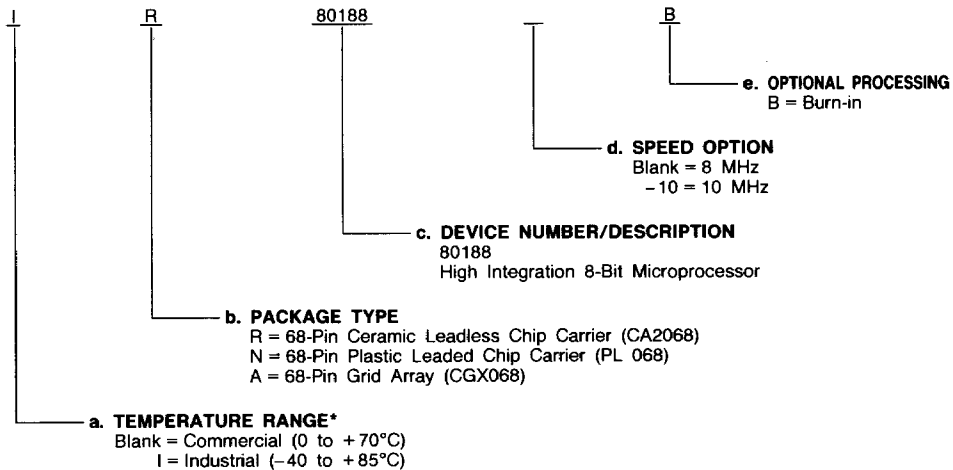 I R 80188 _ B
e. OPTIONAL PROCESSING
B = Burn-in
d. SPEED OPTION
Blank = 8 MHz
-10 = 10 MHz
c. DEVICE NUMBER/DESCRIPTION
80188
High Integration 8-Bit Microprocessor
b. PACKAGE TYPE
R = 68-Pin Ceramic Leadless Chip Carrier (CA2068)
N = 68-Pin Plastic Leaded Chip Carrier (PL 068)
A = 68-Pin Grid Array (CGX068)
a. TEMPERATURE RANGE*
Blank = Commercial (0 to +70°C)
I = Industrial (-40 to +85°C)